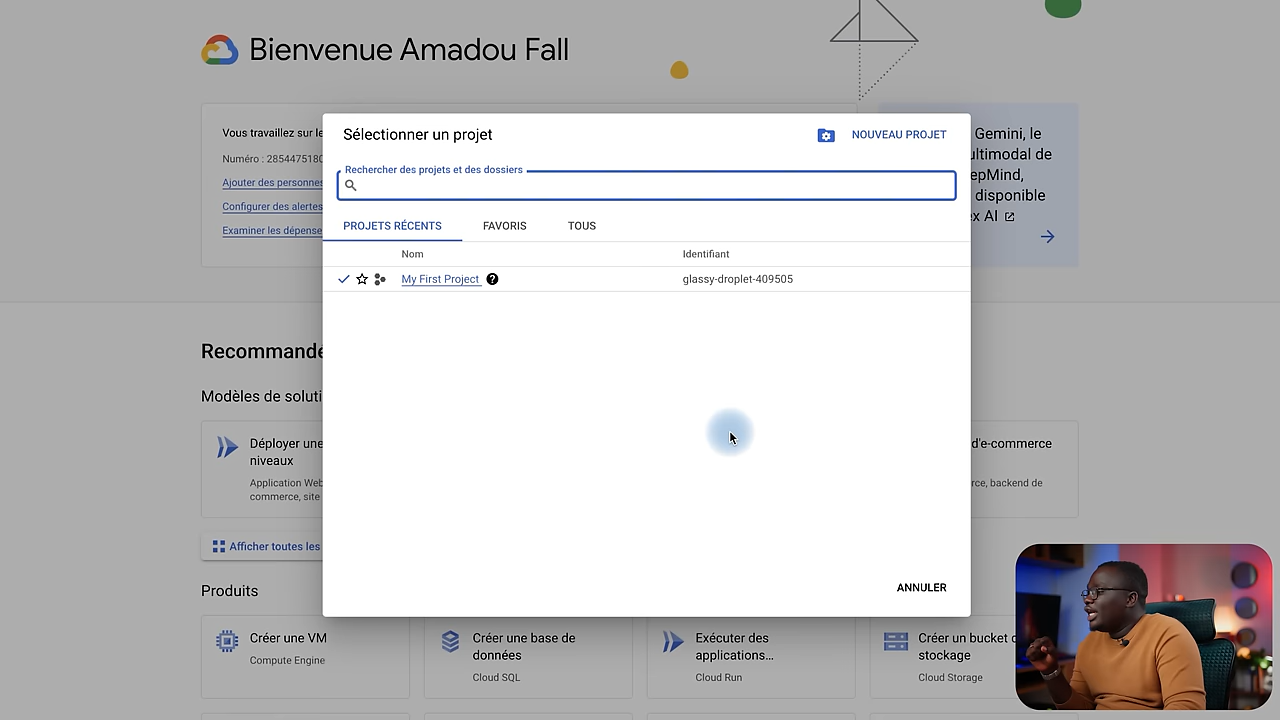 Bienvenue Amadou Fall
Vous travaillez sur le
Numéro : 2854475180
Ajouter des personnes
Configurer des alertes
Examiner les dépense
Gemini, le
ultimodal de
epMind,
disponible
ex AI
Sélectionner un projet
NOUVEAU PROJET
Rechercher des projets et des dossiers
PROJETS RÉCENTS
FAVORIS
TOUS
Nom
Identifiant
My First Project
glassy-droplet-409505
ANNULER
Recommandé
Modèles de soluti
Déployer une
niveaux
Application Web
commerce, site
d'e-commerce
rce, backend de
Afficher toutes les
Produits
Créer une VM
Compute Engine
Créer une base de
données
Cloud SQL
Exécuter des
applications…
Cloud Run
Créer un bucket
stockage
Cloud Storage